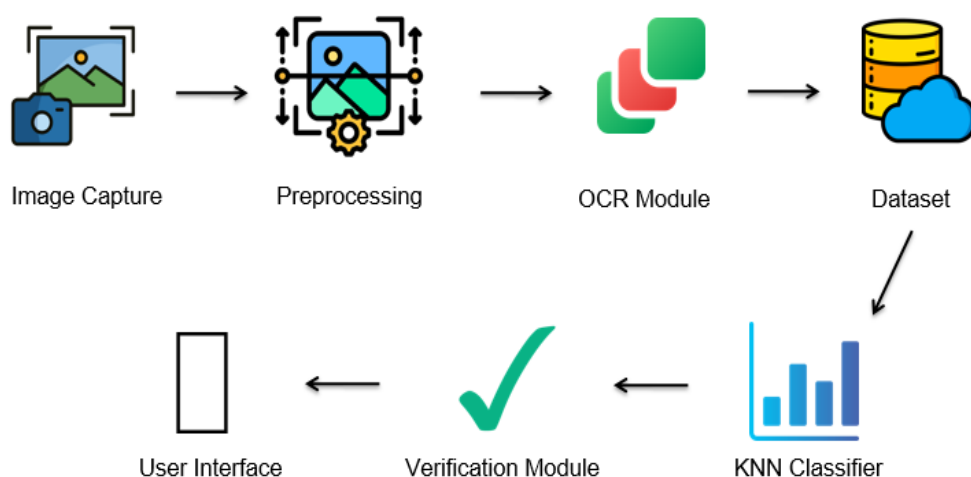 Image Capture
Preprocessing
OCR Module
Dataset
User Interface
Verification Module
KNN Classifier